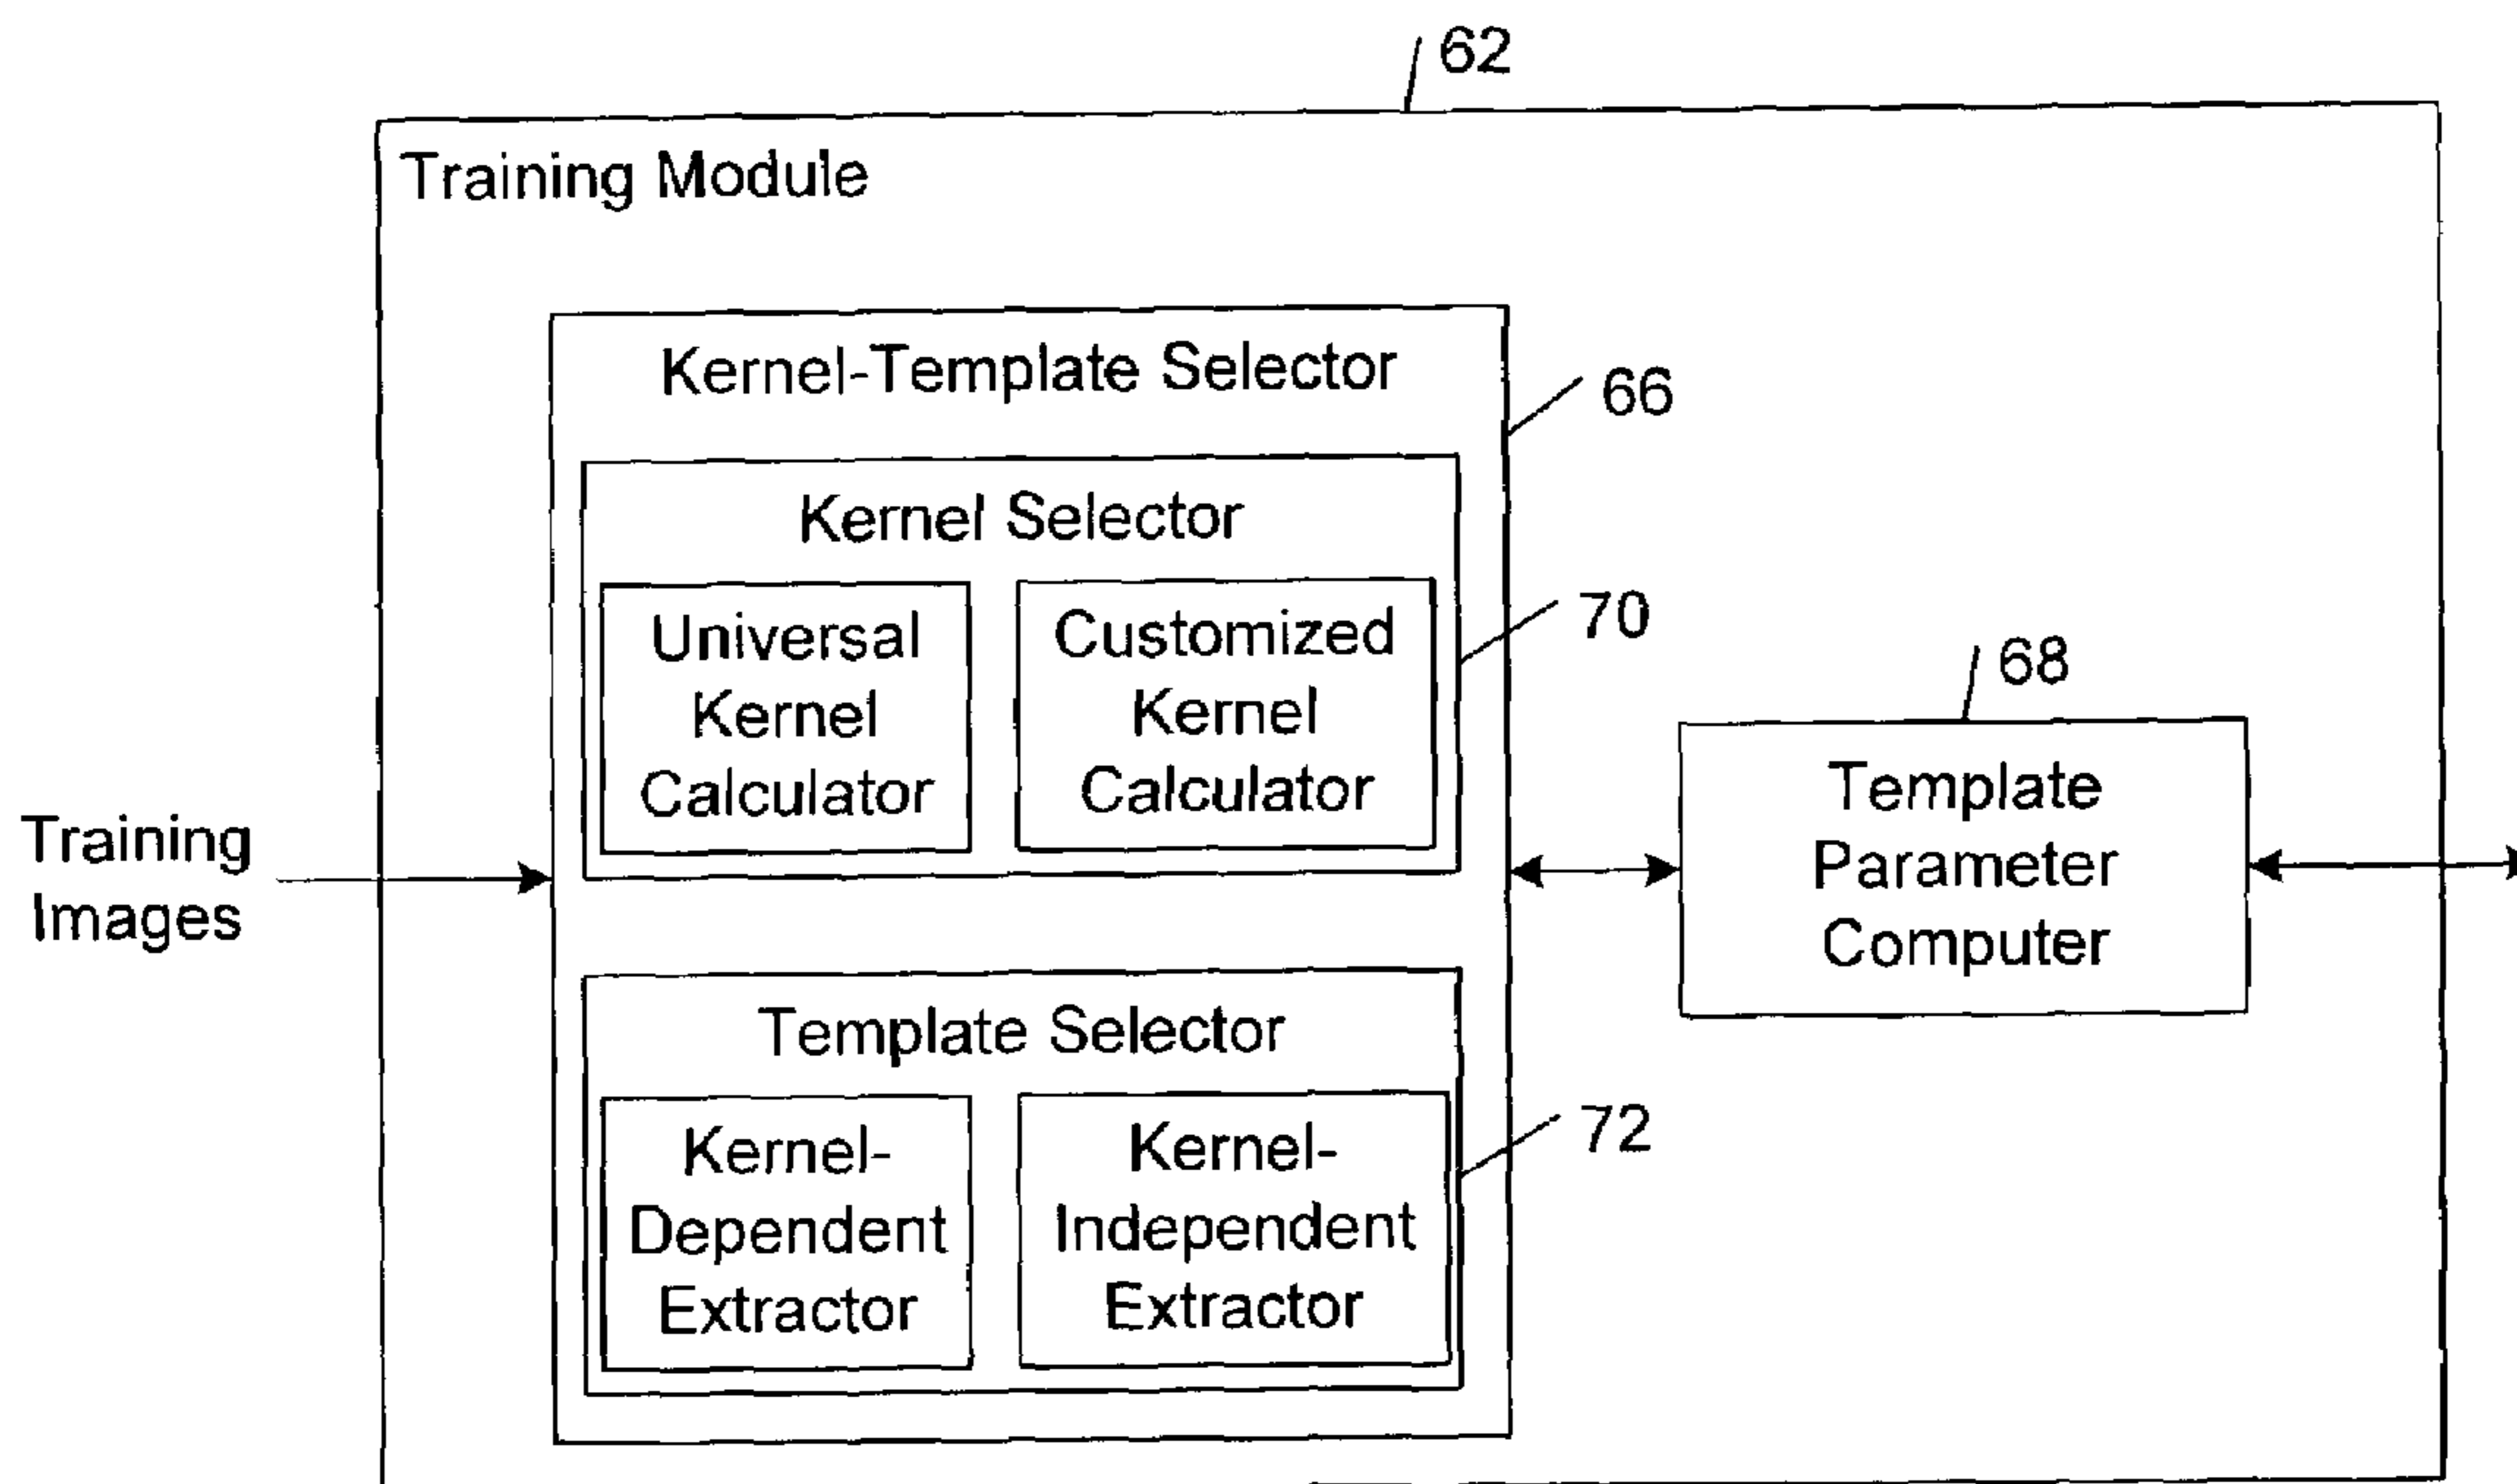 62
Training Module
Kernel-Template Selector
66
Kernel Selector
70
Universal
Kernel
Calculator
Customized
Kernel
Calculator
68
Template
Parameter
Computer
Training
Images
Template Selector
72
Kernel-
Dependent
Extractor
Kernel-
Independent
Extractor